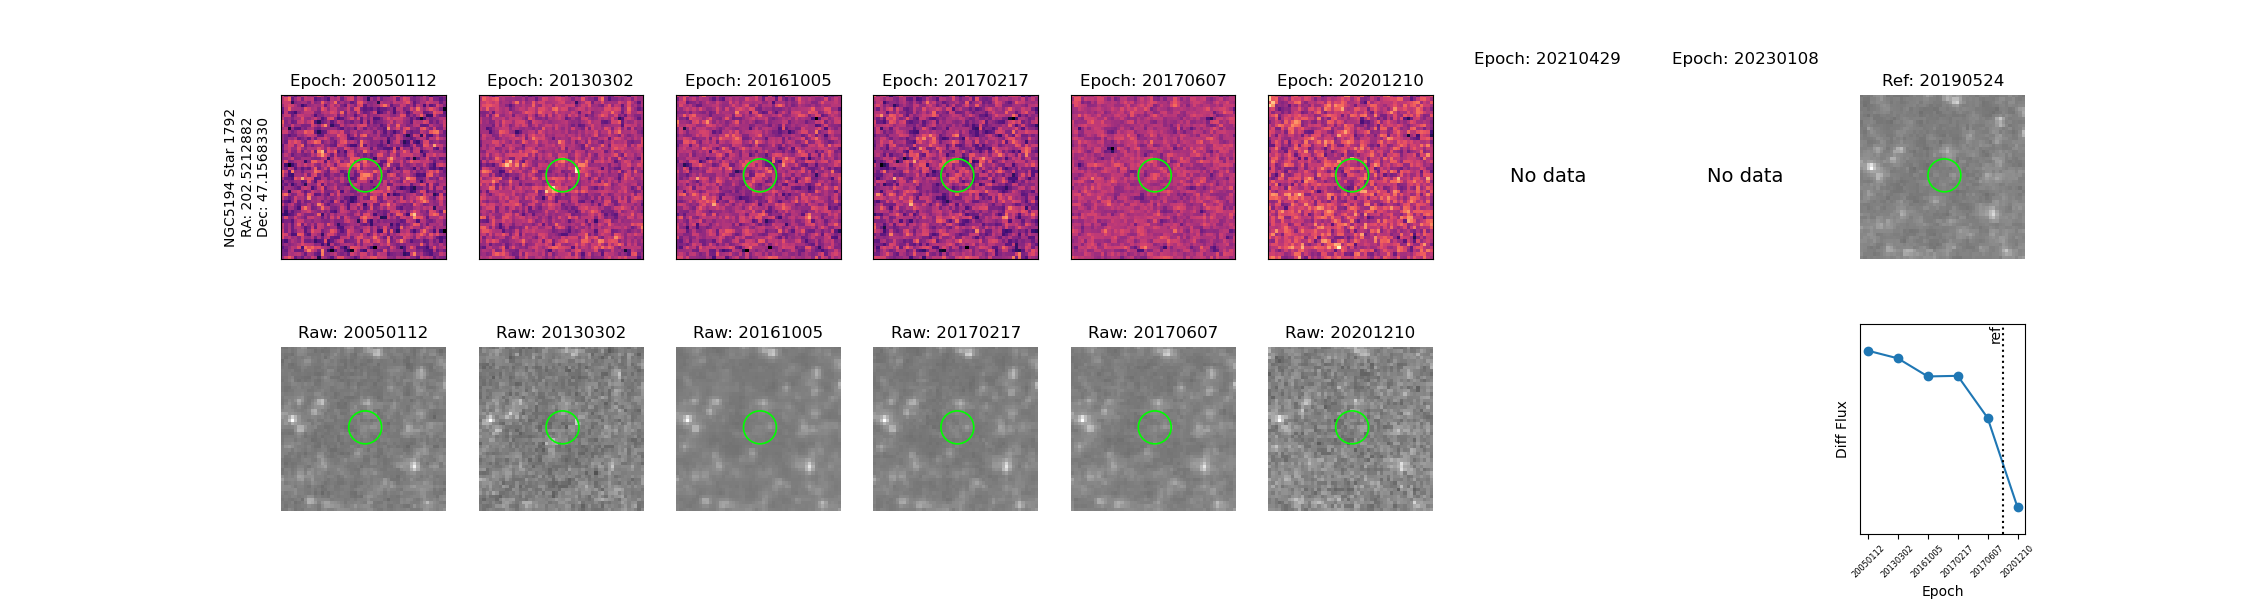 Epoch: 20050112
Epoch: 20130302
Epoch: 20161005
Epoch: 20170217
Epoch: 20170607
Epoch: 20201210
Epoch: 20210429
Epoch: 20230108
Ref: 20190524
NGC5194 Star 1792
RA: 202.5212882
Dec: 47.1568330
No data
No data
Raw: 20050112
Raw: 20130302
Raw: 20161005
Raw: 20170217
Raw: 20170607
Raw: 20201210
ref
Diff Flux
20050112
20130302
20161005
20170217
20170607
20201210
Epoch